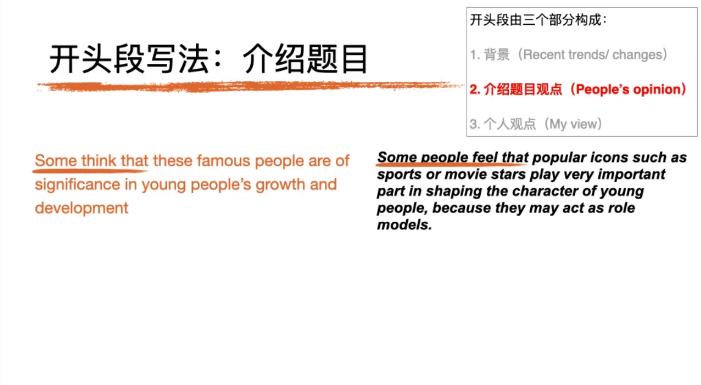 开头段由三个部分构成：
开头段写法：介绍题目
1. 背景（Recent trends/ changes）
2. 介绍题目观点（People's opinion）
3. 个人观点（My view）
Some think that these famous people are of
significance in young people's growth and
development
Some people feel that popular icons such as
sports or movie stars play very important
part in shaping the character of young
people, because they may act as role
models.